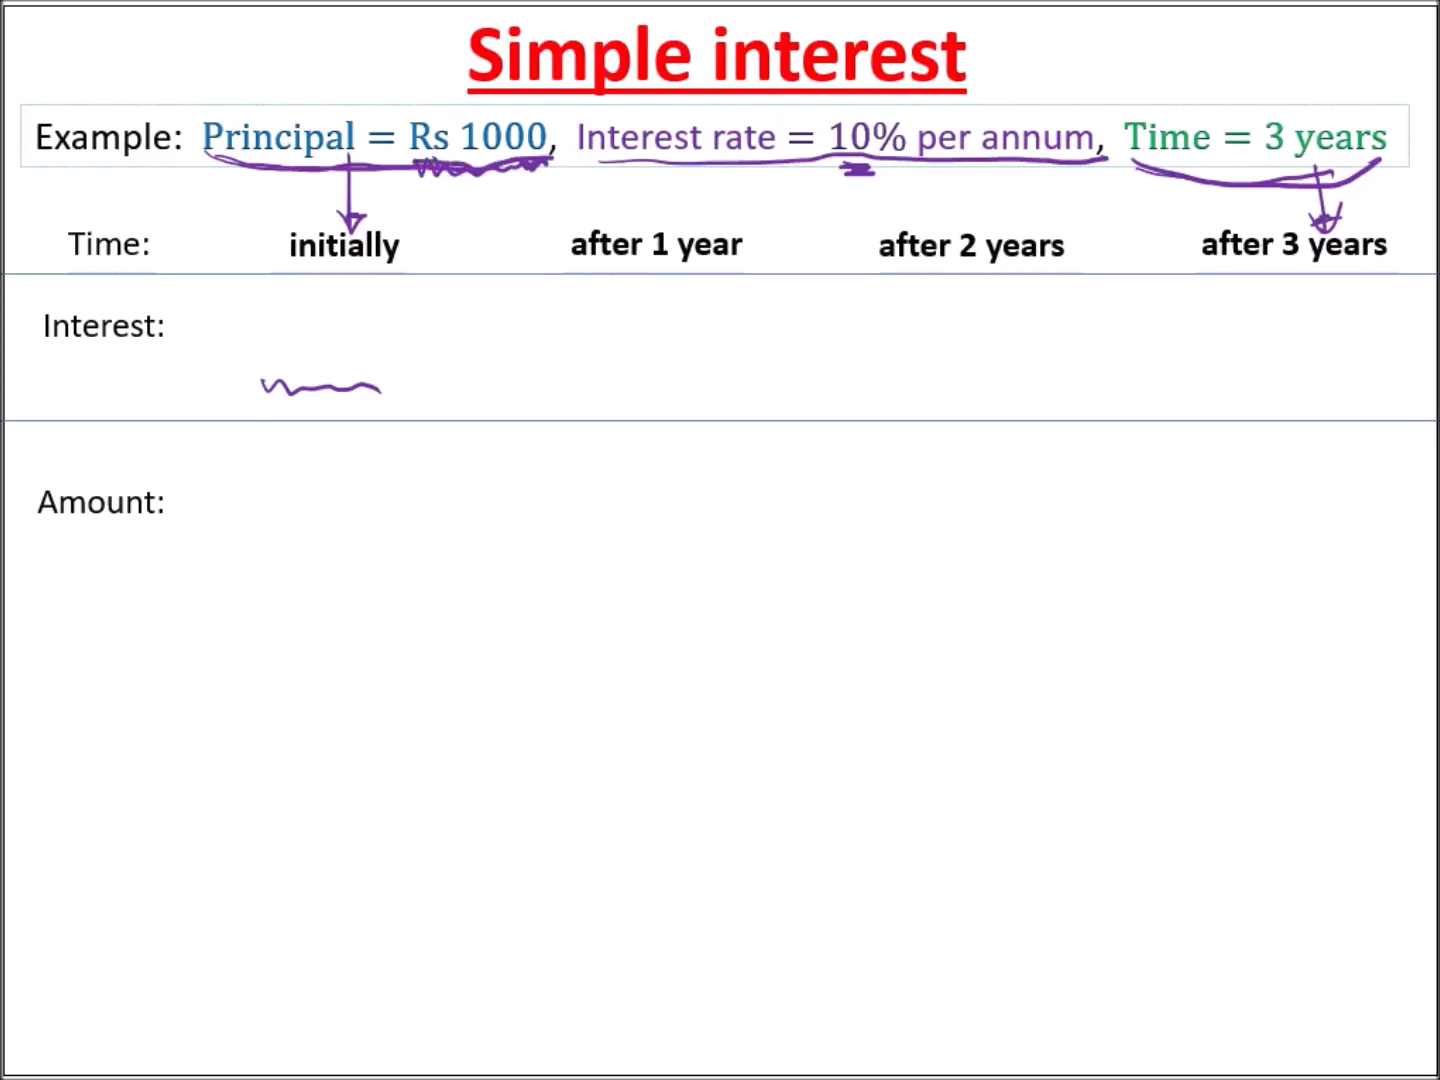 Simple interest
Example: Principal = Rs 1000, Interest rate = 10% per annum, Time = 3 years
Time: initially after 1 year after 2 years after 3 years
Interest:
Amount: